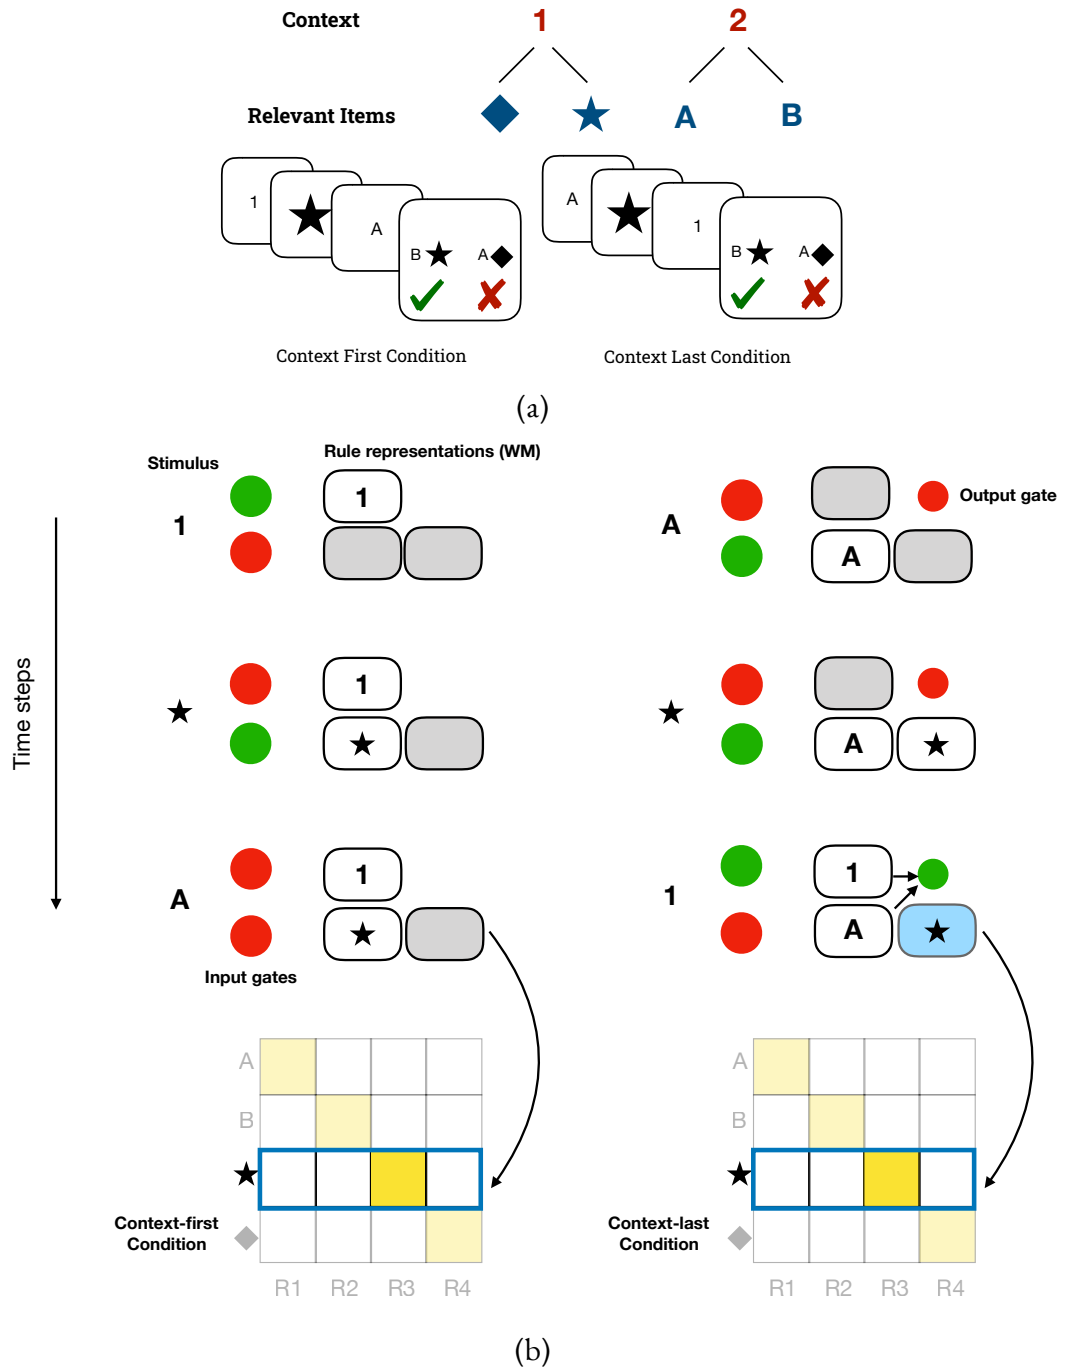 Context 1 2
Relevant Items A B
1 A B A
A 1 B A
Context First Condition Context Last Condition
(a)
Stimulus Rule representations (WM)
1 1 A A Output gate
1 A
Time steps
A 1 1 1
A
Input gates
A A
B B
Context-first Condition
Context-last Condition
R1 R2 R3 R4 R1 R2 R3 R4
(b)